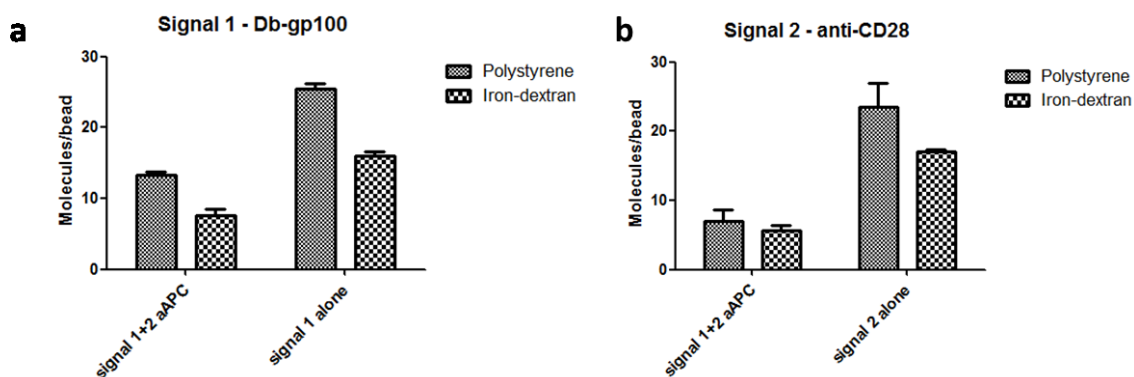 a
Signal 1 - Db-gp100
Molecules/bead
30
20
10
0
signal 1+2 aAPC
signal 1 alone
Polystyrene
Iron-dextran
b
Signal 2 - anti-CD28
Molecules/bead
30
20
10
0
signal 1+2 aAPC
signal 2 alone
Polystyrene
Iron-dextran